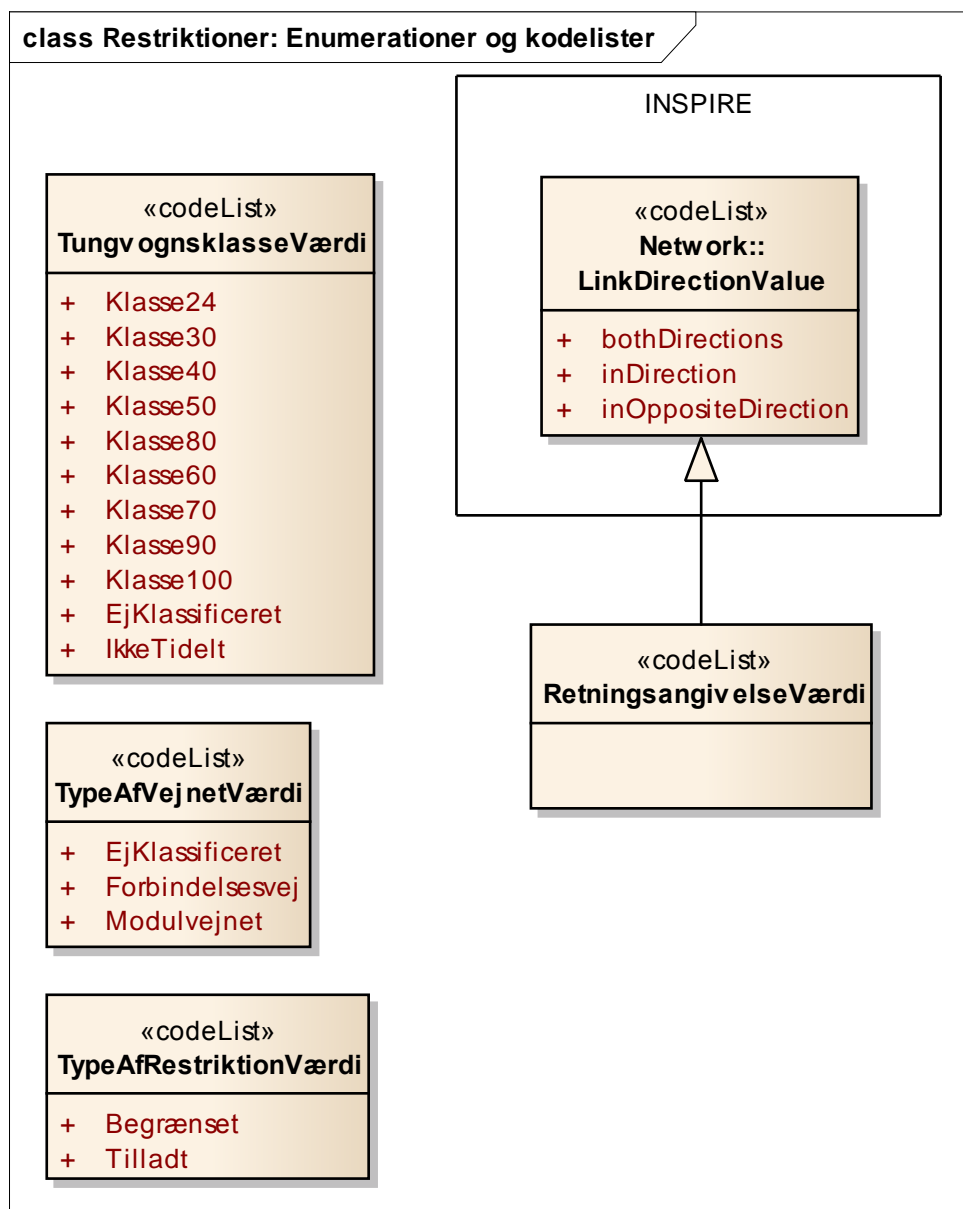 class Restriktioner: Enumerationer og kodelister
«codeList»
TungvognsklasseVærdi
+ Klasse24
+ Klasse30
+ Klasse40
+ Klasse50
+ Klasse80
+ Klasse60
+ Klasse70
+ Klasse90
+ Klasse100
+ EjKlassificeret
+ IkkeTidelt
«codeList»
TypeAfVejnetVærdi
+ EjKlassificeret
+ Forbindelsesvej
+ Modulvejnet
«codeList»
TypeAfRestriktionVærdi
+ Begrænset
+ Tilladt
INSPIRE
«codeList»
Network::
LinkDirectionValue
+ bothDirections
+ inDirection
+ inOppositeDirection
«codeList»
RetningsangivelseVærdi